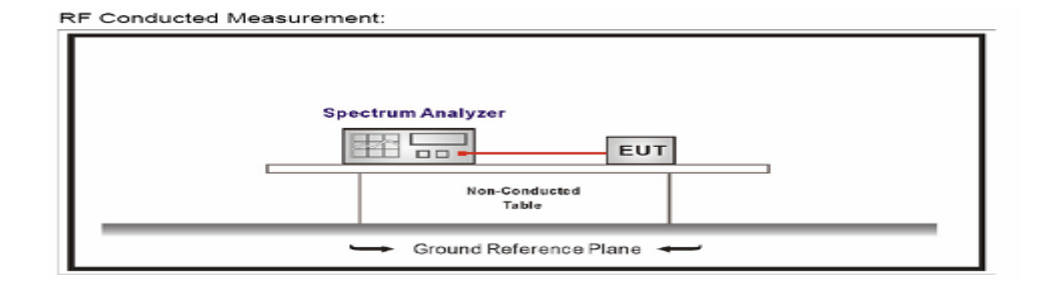 RF Conducted Measurement:
Spectrum Analyzer
EUT
Non-Conducted
Table
Ground Reference Plane